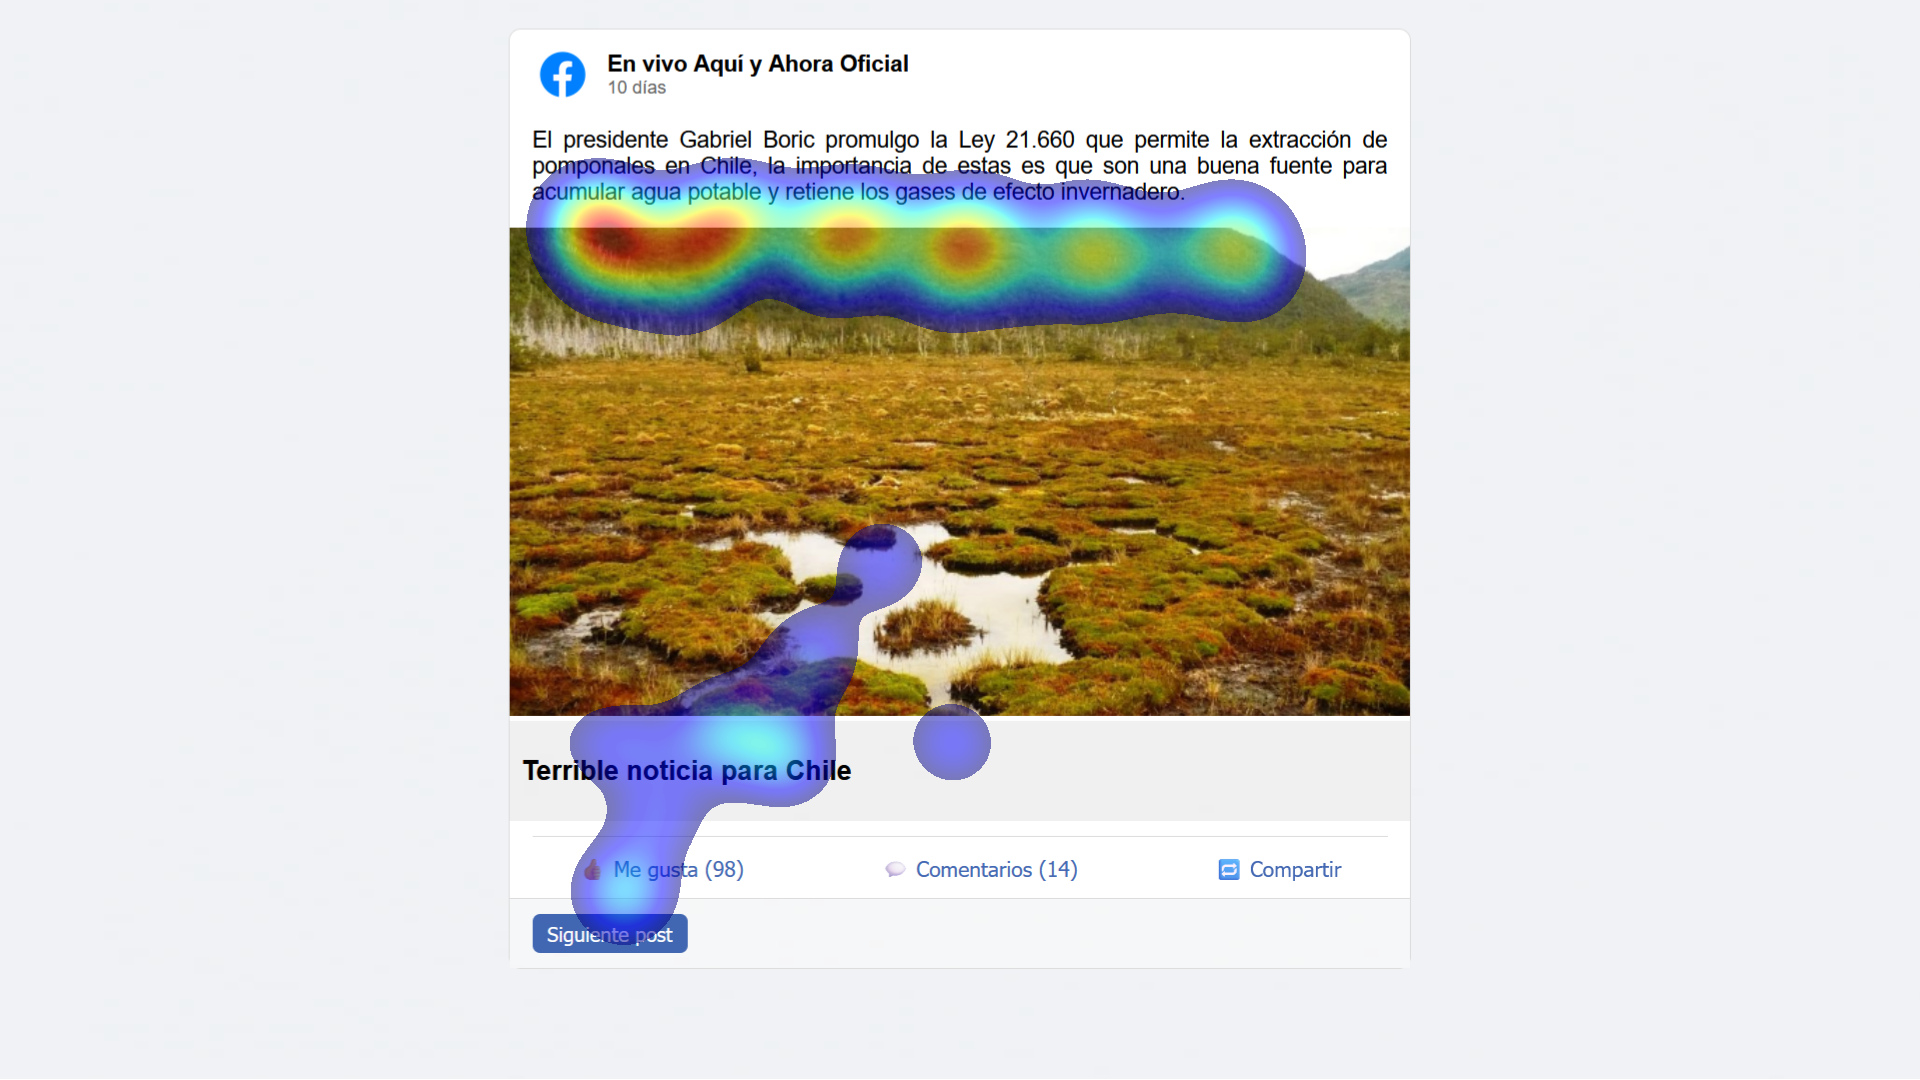 En vivo Aquí y Ahora Oficial
10 días
El presidente Gabriel Boric promulgo la Ley 21.660 que permite la extracción de
pomponales en Chile, la importancia de estas es que son una buena fuente para
acumular agua potable y retiene los gases de efecto invernadero.
Terrible noticia para Chile
Me gusta (98)
Comentarios (14)
Compartir
Siguiente post